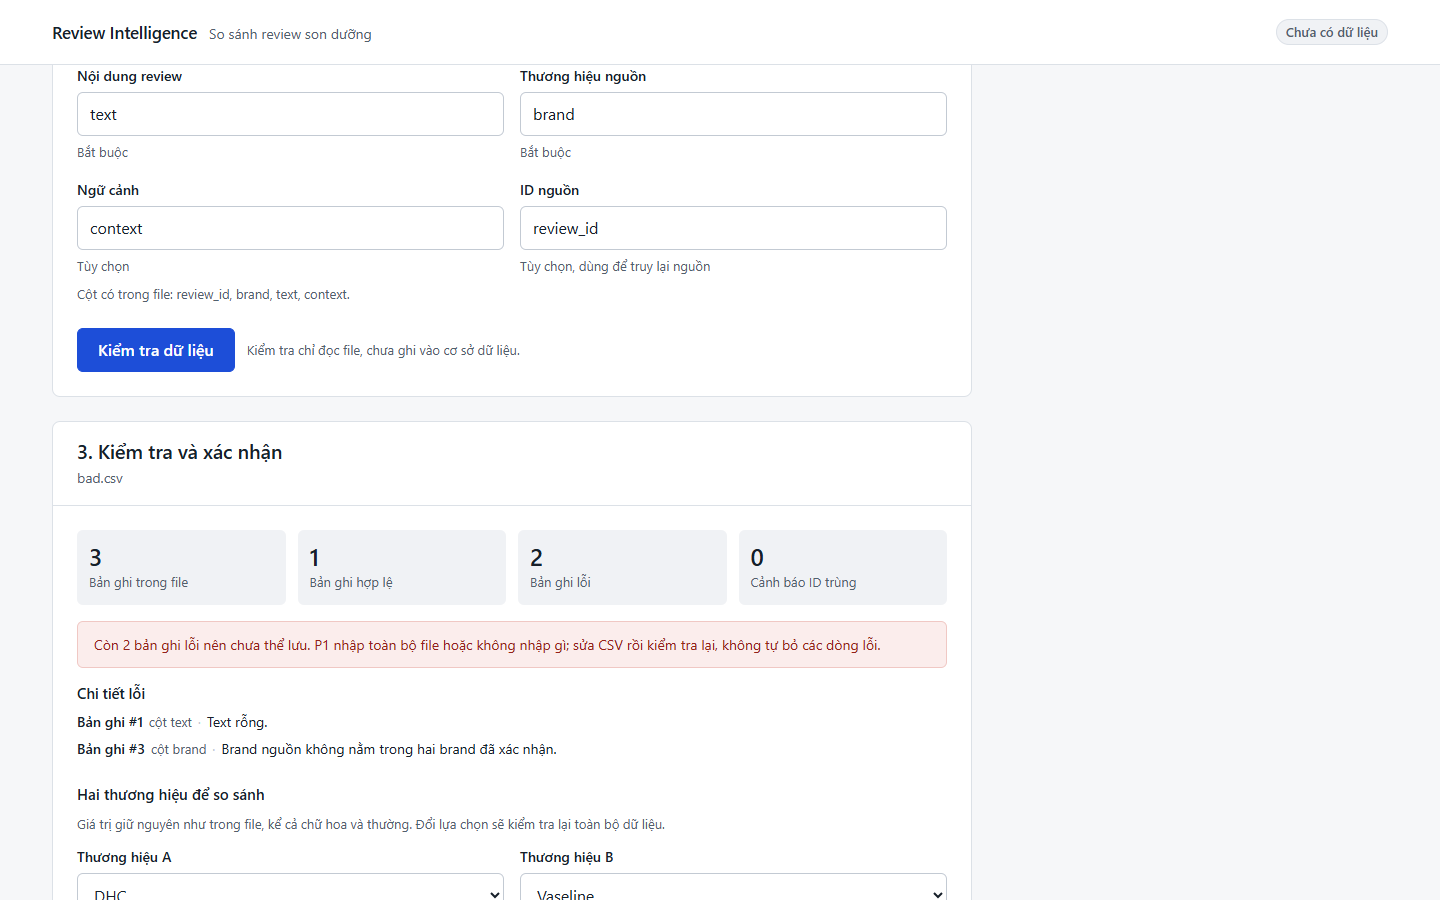 Review Intelligence So sánh review son dưỡng
Chưa có dữ liệu
Nội dung review
Thương hiệu nguồn
text
brand
Bắt buộc
Bắt buộc
Ngữ cảnh
ID nguồn
context
review_id
Tùy chọn
Tùy chọn, dùng để truy lại nguồn
Cột có trong file: review_id, brand, text, context.
Kiểm tra dữ liệu
Kiểm tra chỉ đọc file, chưa ghi vào cơ sở dữ liệu.
3. Kiểm tra và xác nhận
bad.csv
3
Bản ghi trong file
1
Bản ghi hợp lệ
2
Bản ghi lỗi
0
Cảnh báo ID trùng
Còn 2 bản ghi lỗi nên chưa thể lưu. P1 nhập toàn bộ file hoặc không nhập gì; sửa CSV rồi kiểm tra lại, không tự bỏ các dòng lỗi.
Chi tiết lỗi
Bản ghi #1 cột text · Text rỗng.
Bản ghi #3 cột brand · Brand nguồn không nằm trong hai brand đã xác nhận.
Hai thương hiệu để so sánh
Giá trị giữ nguyên như trong file, kể cả chữ hoa và thường. Đổi lựa chọn sẽ kiểm tra lại toàn bộ dữ liệu.
Thương hiệu A
Thương hiệu B
DHC
Vaseline